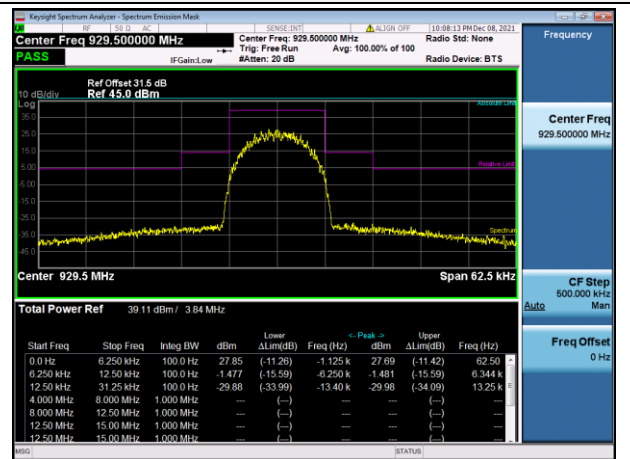 Keysight Spectrum Analyzer - Spectrum Emission Mask
RF 50 Ω AC SENSE:INT ALIGN OFF 10:08:13 PM Dec 08, 2021
Center Freq 929.500000 MHz Center Freq: 929.500000 MHz Radio Std: None
Trig: Free Run Avg: 100.00% of 100
PASS IFGain:Low #Atten: 20 dB Radio Device: BTS
Ref Offset 31.5 dB
10 dB/div Ref 45.0 dBm
Log
Absolute Limit
35.0
25.0
15.0
5.00
Relative Limit
-5.00
-15.0
-25.0
-35.0
Spectrum
-45.0
Center 929.5 MHz Span 62.5 kHz
Total Power Ref 39.11 dBm / 3.84 MHz
Lower <- Peak -> Upper
Start Freq Stop Freq Integ BW dBm ΔLim(dB) Freq (Hz) dBm ΔLim(dB) Freq (Hz)
0.0 Hz 6.250 kHz 100.0 Hz 27.85 (-11.26) -1.125 k 27.69 (-11.42) 62.50
6.250 kHz 12.50 kHz 100.0 Hz -1.477 (-15.59) -6.250 k -1.481 (-15.59) 6.344 k
12.50 kHz 31.25 kHz 100.0 Hz -29.88 (-33.99) -13.40 k -29.98 (-34.09) 13.25 k
4.000 MHz 8.000 MHz 1.000 MHz --- (---) --- (---)
8.000 MHz 12.50 MHz 1.000 MHz --- (---) --- (---)
12.50 MHz 15.00 MHz 1.000 MHz --- (---) --- (---)
12.50 MHz 15.00 MHz 1.000 MHz --- (---) --- (---)
MSG STATUS
Frequency
Center Freq
929.500000 MHz
CF Step
500.000 kHz
Auto Man
Freq Offset
0 Hz